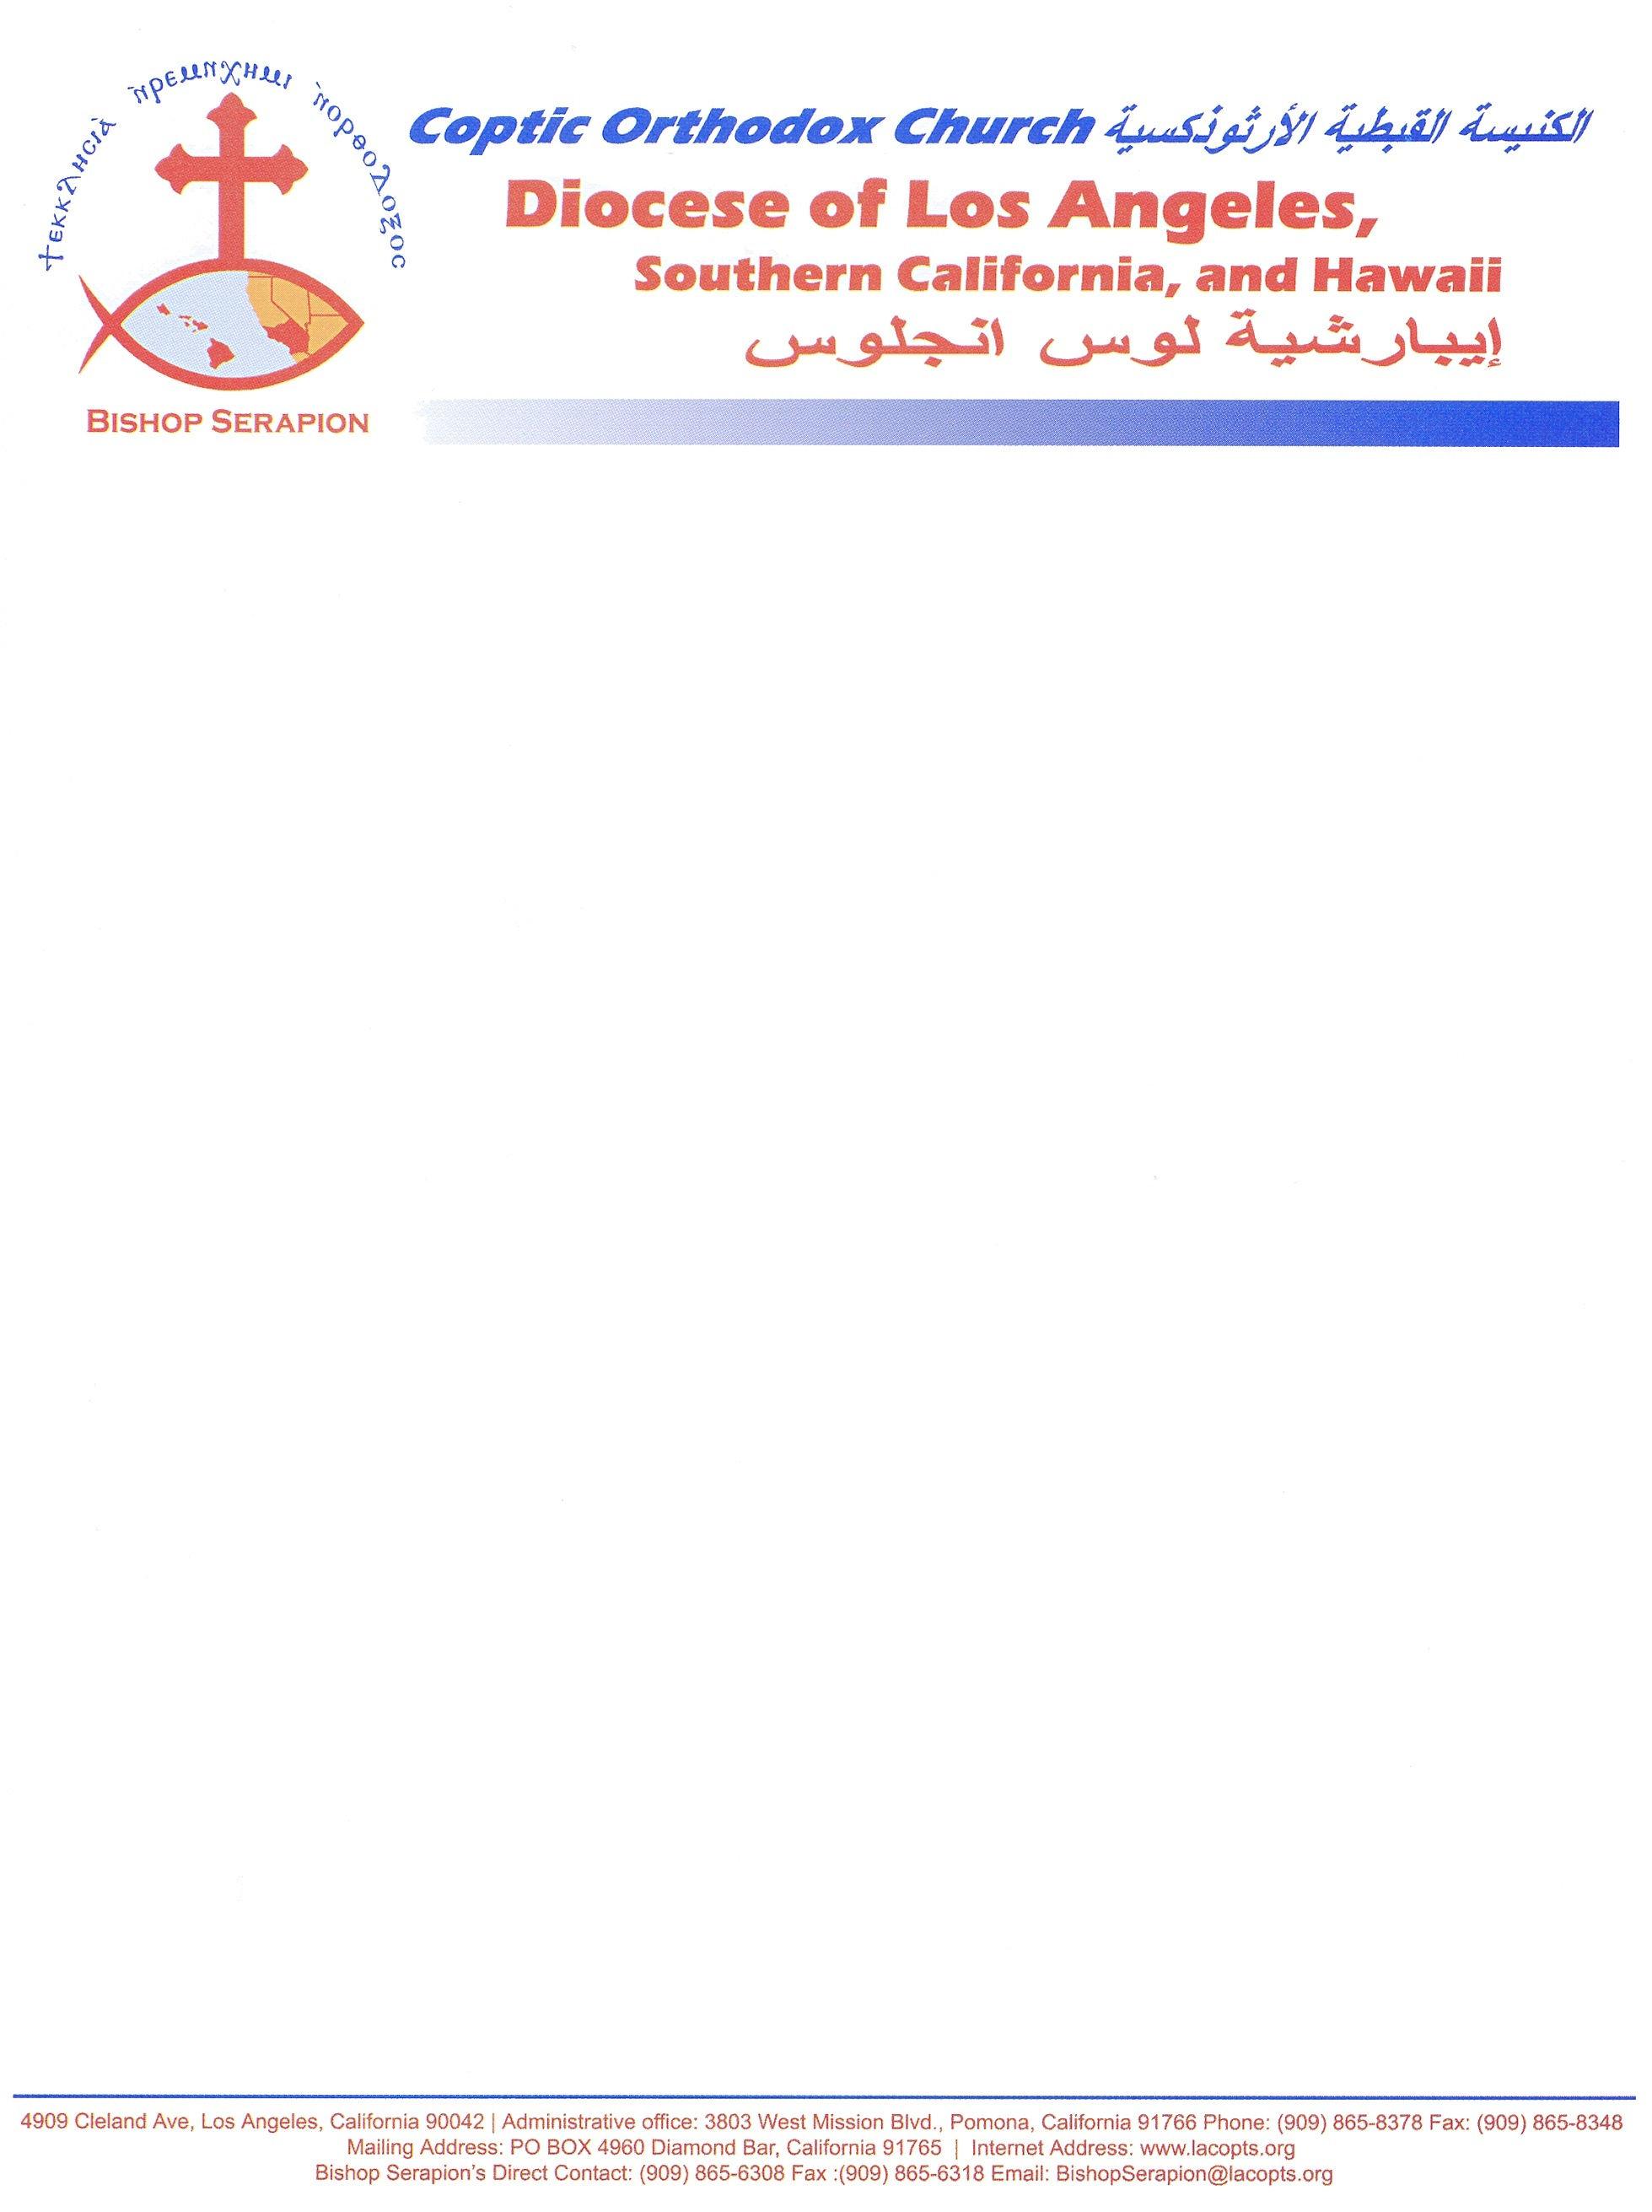 Ϯⲉⲕⲕⲗⲏⲥⲓⲁ̀ ⲛ̀ⲣⲉⲙⲛⲭⲏⲙⲓ ⲛ̀ⲟⲣⲑⲟⲇⲟⲝⲟⲥ
Coptic Orthodox Church الكنيسة القبطية الأرثوذكسية
Diocese of Los Angeles,
Southern California, and Hawaii
إيبارشية لوس انجلوس
BISHOP SERAPION
4909 Cleland Ave, Los Angeles, California 90042 | Administrative office: 3803 West Mission Blvd., Pomona, California 91766 Phone: (909) 865-8378 Fax: (909) 865-8348
Mailing Address: PO BOX 4960 Diamond Bar, California 91765 | Internet Address: www.lacopts.org
Bishop Serapion's Direct Contact: (909) 865-6308 Fax :(909) 865-6318 Email: BishopSerapion@lacopts.org